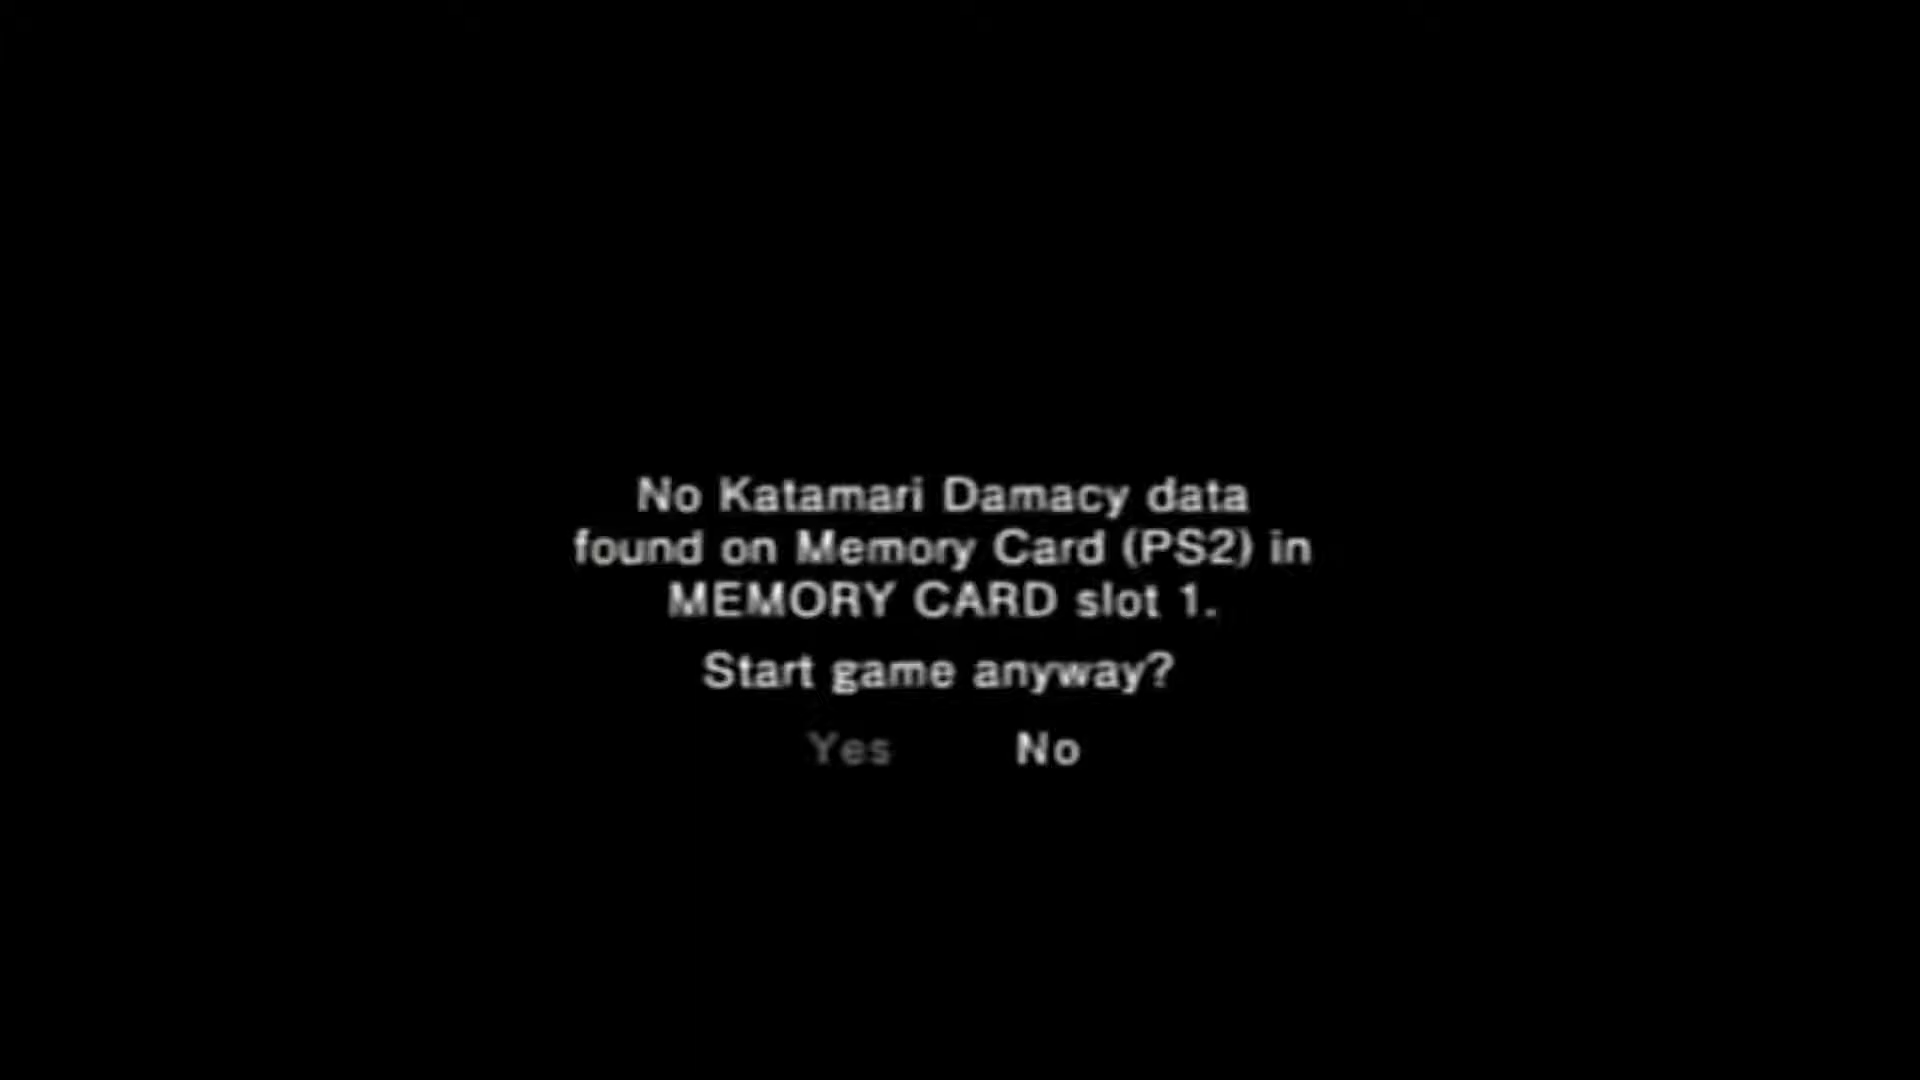 No Katamari Damacy data
found on Memory Card (PS2) in
MEMORY CARD slot 1.
Start game anyway?
Yes No